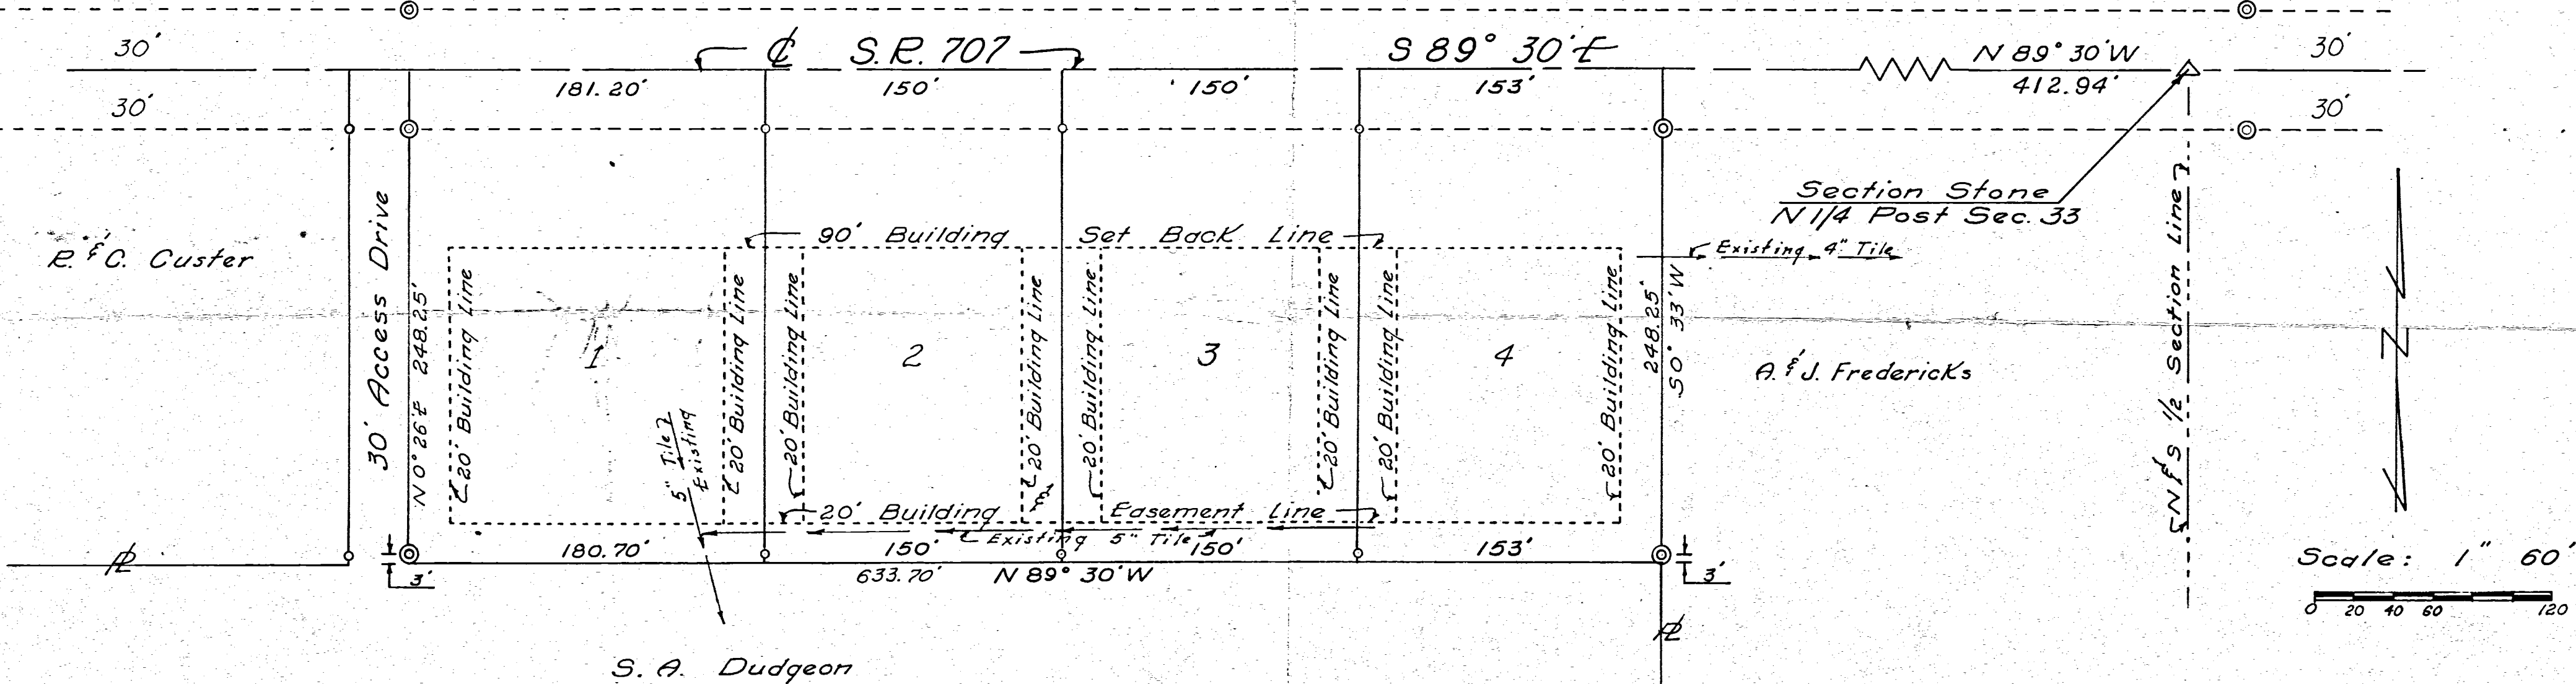 30'
℄ S.R. 707
S 89° 30' E
N 89° 30' W
30'
181.20'
150'
150'
153'
412.94'
30'
30'
Section Stone
N 1/4 Post Sec. 33
R. & C. Custer
30' Access Drive
N 0° 26' E 248.25'
90' Building Set Back Line
Existing 4" Tile
20' Building Line
20' Building Line
20' Building Line
20' Building Line
20' Building Line
20' Building Line
20' Building Line
20' Building Line
248.25'
S 0° 33' W
N & S 1/2 Section Line
N
1
2
3
4
A. & J. Fredericks
5" Tile
Existing
20' Building Easement Line
Existing 5" Tile
180.70'
150'
150'
153'
633.70' N 89° 30' W
3'
3'
℄
℄
Scale: 1" 60'
0 20 40 60 120
S. A. Dudgeon